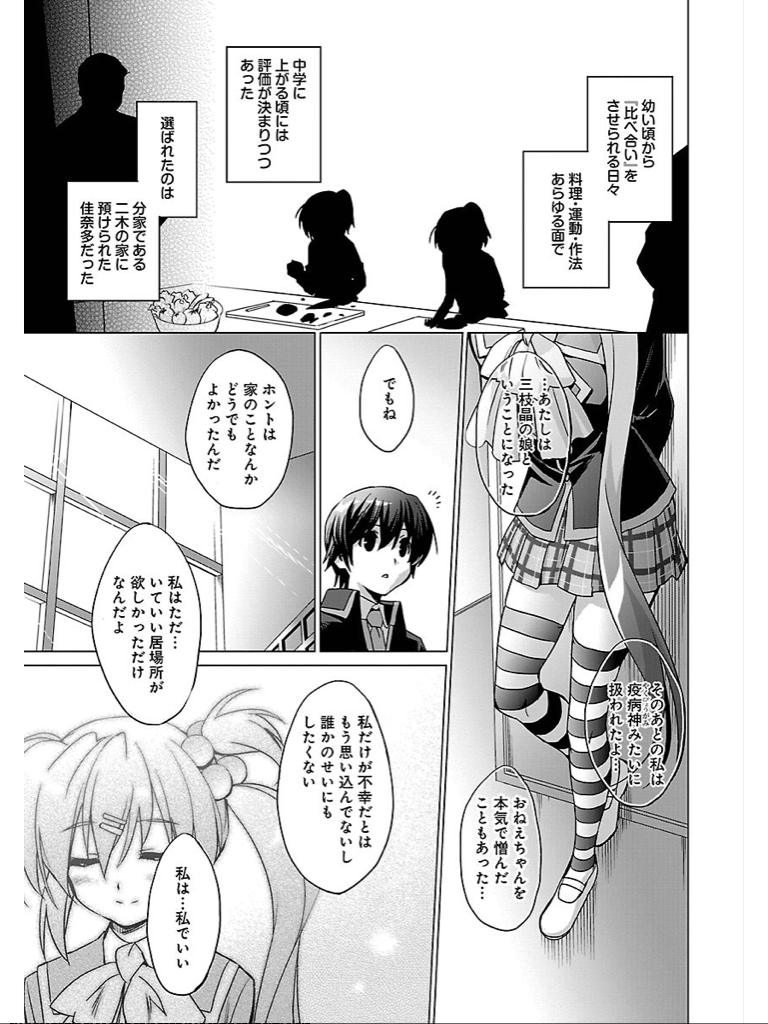 幼い頃から
『比べ合い』を
させられる日々
料理・運動・作法
あらゆる面で
中学に
上がる頃には
評価が決まりつつ
あった
選ばれたのは
分家である
二木の家に
預けられた
佳奈多だった
…あたしは
三枝晶の娘と
いうことになった
そのあとの私は
疫病神みたいに
やくびょうがみ
扱われたよ…
おねえちゃんを
本気で憎んだ
こともあった…
でもね
ホントは
家のことなんか
どうでも
よかったんだ
私はただ…
いていい居場所が
欲しかっただけ
なんだよ
私だけが不幸だとは
もう思い込んでないし
誰かのせいにも
したくない
私は…私でいい